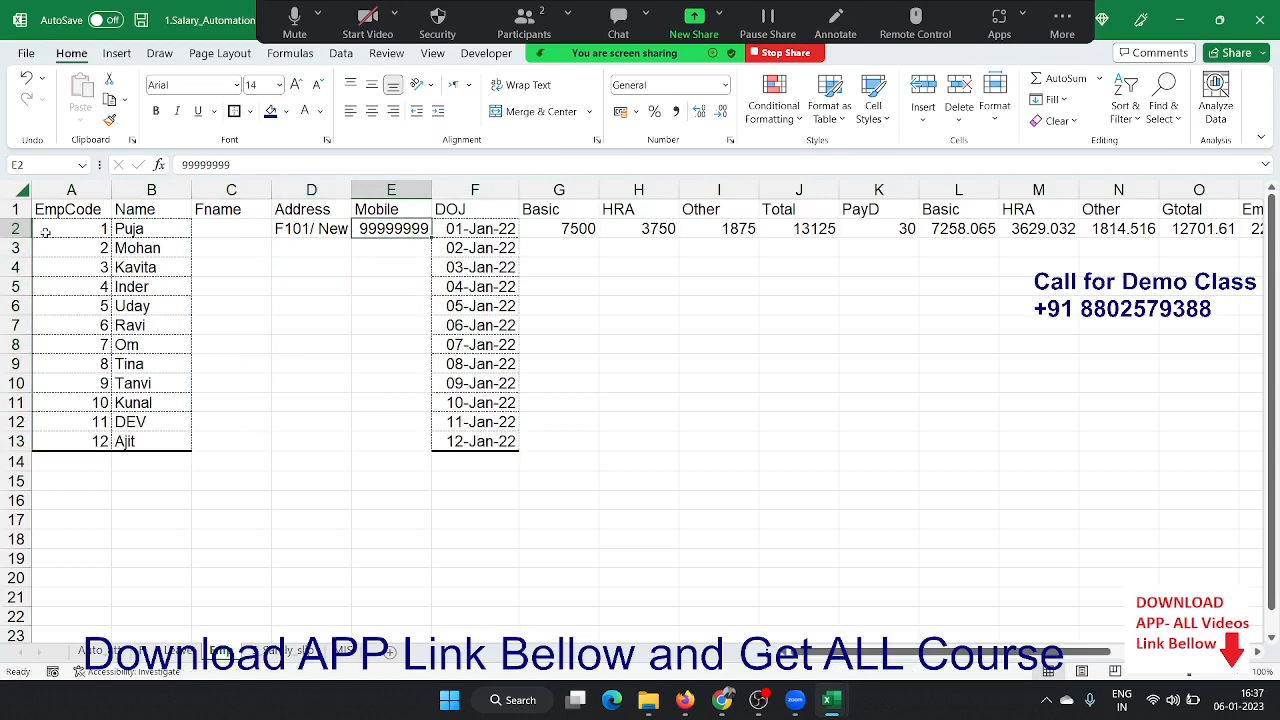 AutoSave Off 1.Salary_Automation
Mute Start Video Security Participants 2 Chat New Share Pause Share Annotate Remote Control Apps More
File Home Insert Draw Page Layout Review View Developer You are screen sharing Stop Share Comments Share
Paste Arial 14 Wrap Text General Conditional Formatting Format as Table Cell Styles Insert Delete Format AutoSum Sort & Filter Find & Select Analyze Data
B I U Merge & Center Fill Clear
Undo Clipboard Font Alignment Number Styles Cells Editing Analysis
E2 fx 99999999
A B C D E F G H I J K L M N O
1 EmpCode Name Fname Address Mobile DOJ Basic HRA Other Total PayD Basic HRA Other Gtotal Em
2 1 Puja F101/ New 99999999 01-Jan-22 7500 3750 1875 13125 30 7258.065 3629.032 1814.516 12701.61 22
3 2 Mohan 02-Jan-22
4 3 Kavita 03-Jan-22
5 4 Inder 04-Jan-22
6 5 Uday 05-Jan-22
7 6 Ravi 06-Jan-22
8 7 Om 07-Jan-22
9 8 Tina 08-Jan-22
10 9 Tanvi 09-Jan-22
11 10 Kunal 10-Jan-22
12 11 DEV 11-Jan-22
13 12 Ajit 12-Jan-22
14
15
16
17
18
19
20
21
22
23
Call for Demo Class
+91 8802579388
DOWNLOAD
APP- ALL Videos
Link Bellow
Download APP Link Bellow and Get ALL Course
Ready Accessibility: Investigate 100%
Search ENG IN 16:37
06-01-2023